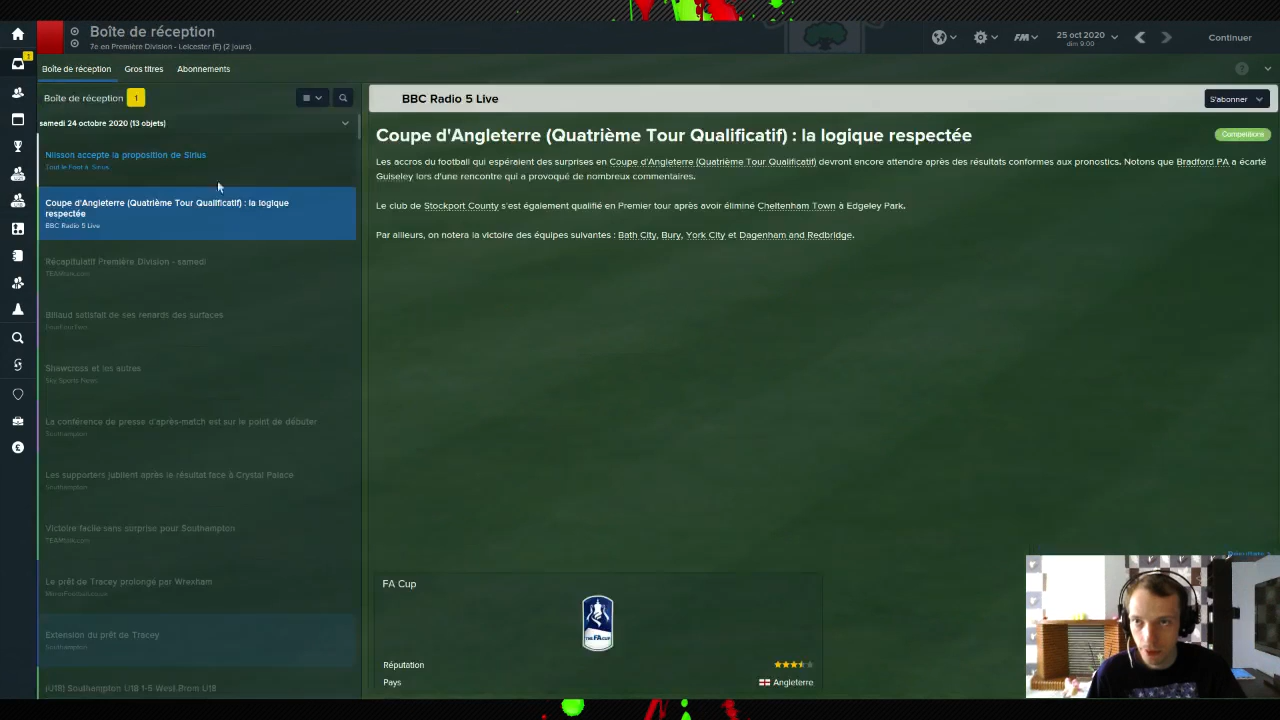 Boîte de réception
7e en Première Division - Leicester (E) (2 jours)
FM
25 oct 2020
dim 9:00
Continuer
1
Boîte de réception
Gros titres
Abonnements
Boîte de réception 1
samedi 24 octobre 2020 (13 objets)
Nilsson accepte la proposition de Sirius
Tout le Foot à Sirius
Coupe d'Angleterre (Quatrième Tour Qualificatif) : la logique
respectée
BBC Radio 5 Live
Récapitulatif Première Division - samedi
TEAMtalk.com
Billaud satisfait de ses renards des surfaces
Shawcross et les autres
Sky Sports News
La conférence de presse d'après-match est sur le point de débuter
Southampton
Les supporters jubilent après le résultat face à Crystal Palace
Southampton
Victoire facile sans surprise pour Southampton
TEAMtalk.com
Le prêt de Tracey prolongé par Wrexham
Extension du prêt de Tracey
Southampton
(U18) Southampton U18 1-5 West Brom U18
BBC Radio 5 Live
S'abonner
Coupe d'Angleterre (Quatrième Tour Qualificatif) : la logique respectée
Compétitions
Les accros du football qui espéraient des surprises en Coupe d'Angleterre (Quatrième Tour Qualificatif) devront encore attendre après des résultats conformes aux pronostics. Notons que Bradford PA a écarté
Guiseley lors d'une rencontre qui a provoqué de nombreux commentaires.
Le club de Stockport County s'est également qualifié en Premier tour après avoir éliminé Cheltenham Town à Edgeley Park.
Par ailleurs, on notera la victoire des équipes suivantes : Bath City, Bury, York City et Dagenham and Redbridge.
FA Cup
THE FA CUP
Réputation
Pays
Angleterre